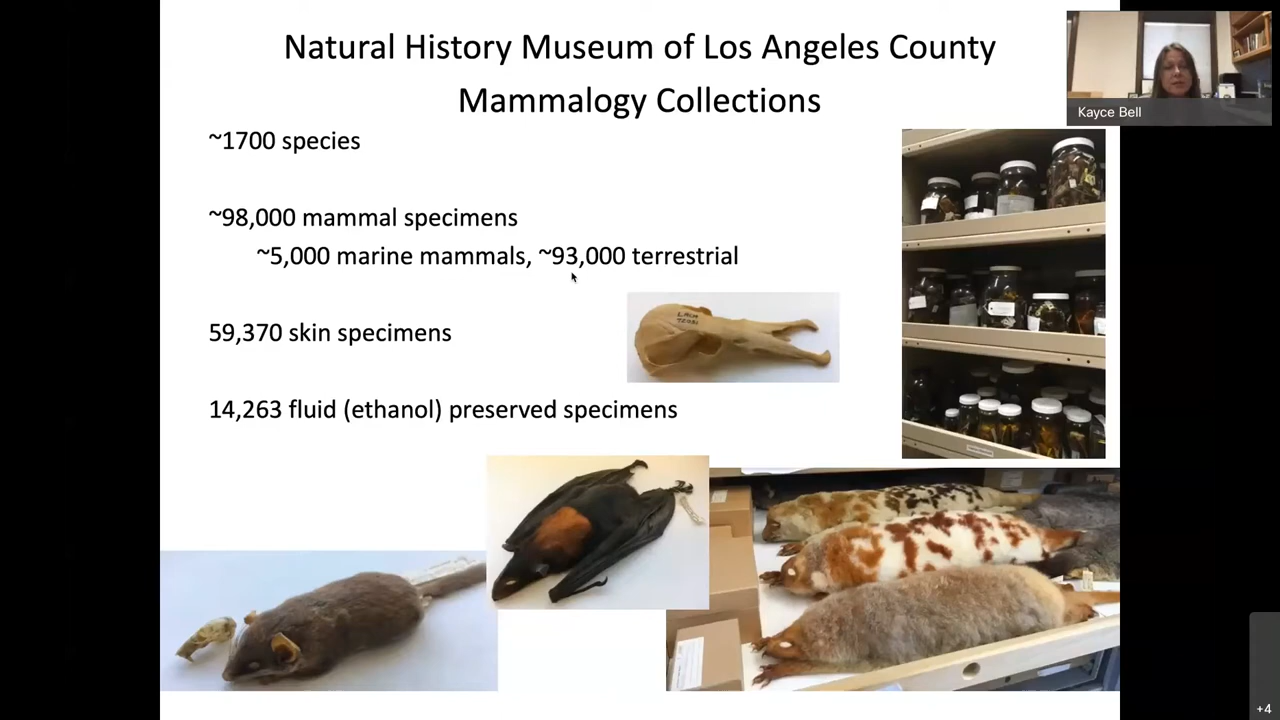 Natural History Museum of Los Angeles County
Mammalogy Collections
Kayce Bell
~1700 species
~98,000 mammal specimens
~5,000 marine mammals, ~93,000 terrestrial
59,370 skin specimens
14,263 fluid (ethanol) preserved specimens
+4